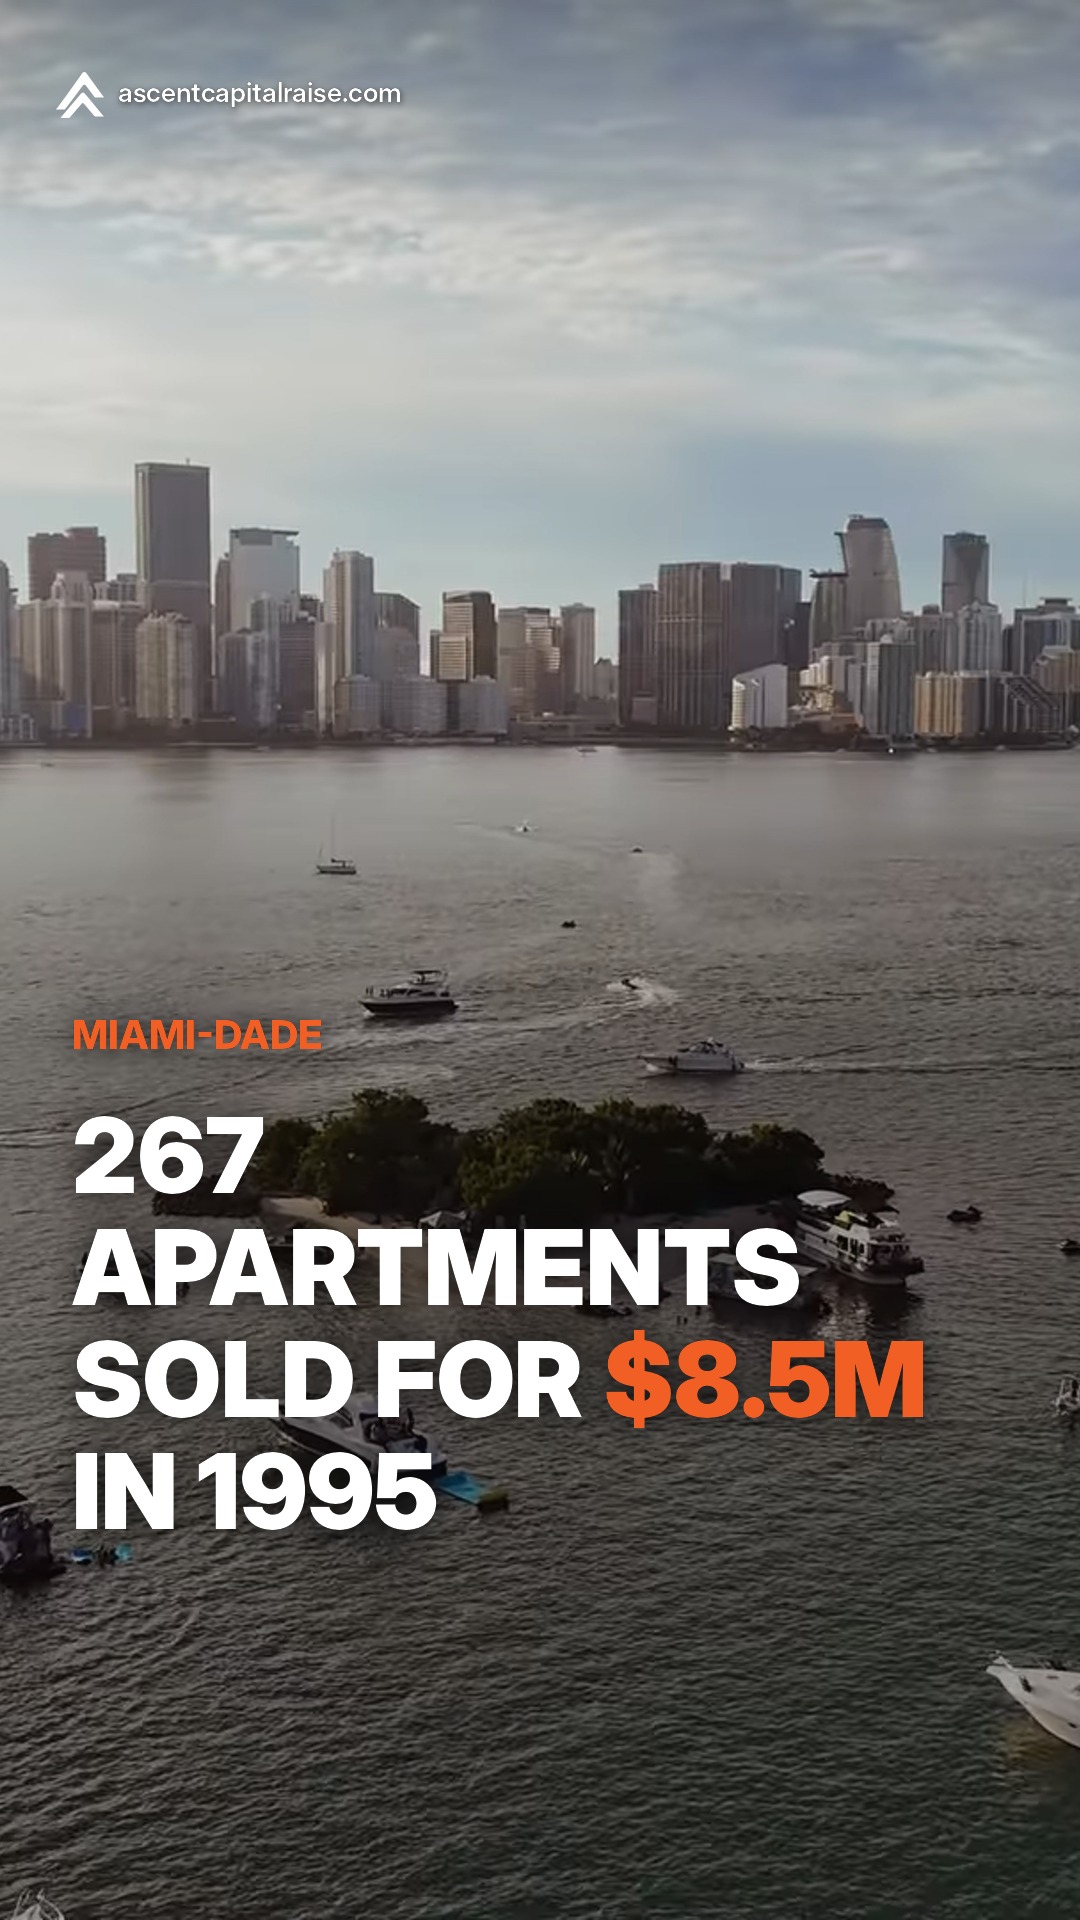 ascentcapitalraise.com
MIAMI-DADE
267
APARTMENTS
SOLD FOR $8.5M
IN 1995